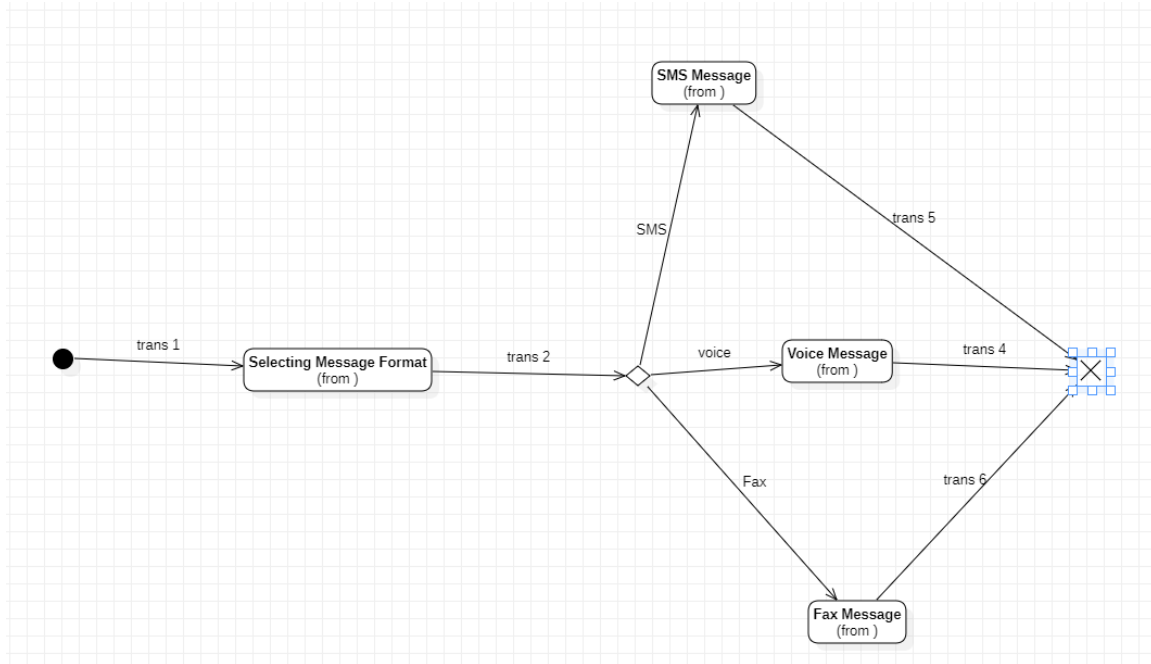 SMS Message
(from )
trans 5
SMS
trans 1
Selecting Message Format
(from )
trans 2
voice
Voice Message
(from )
trans 4
Fax
trans 6
Fax Message
(from )